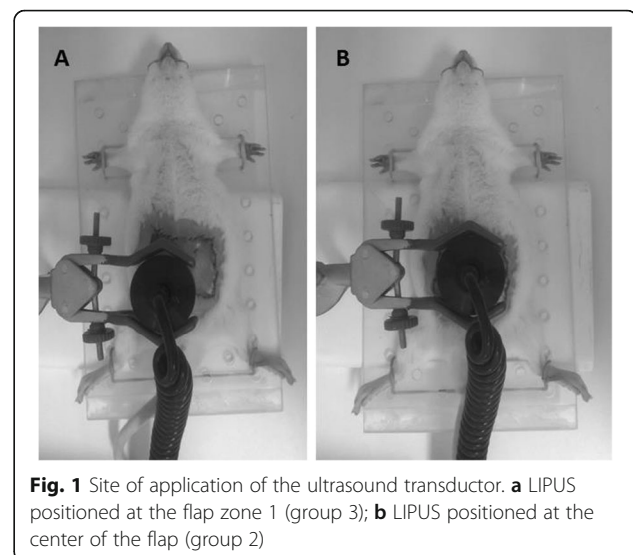 A
B
Fig. 1 Site of application of the ultrasound transductor. a LIPUS
positioned at the flap zone 1 (group 3); b LIPUS positioned at the
center of the flap (group 2)